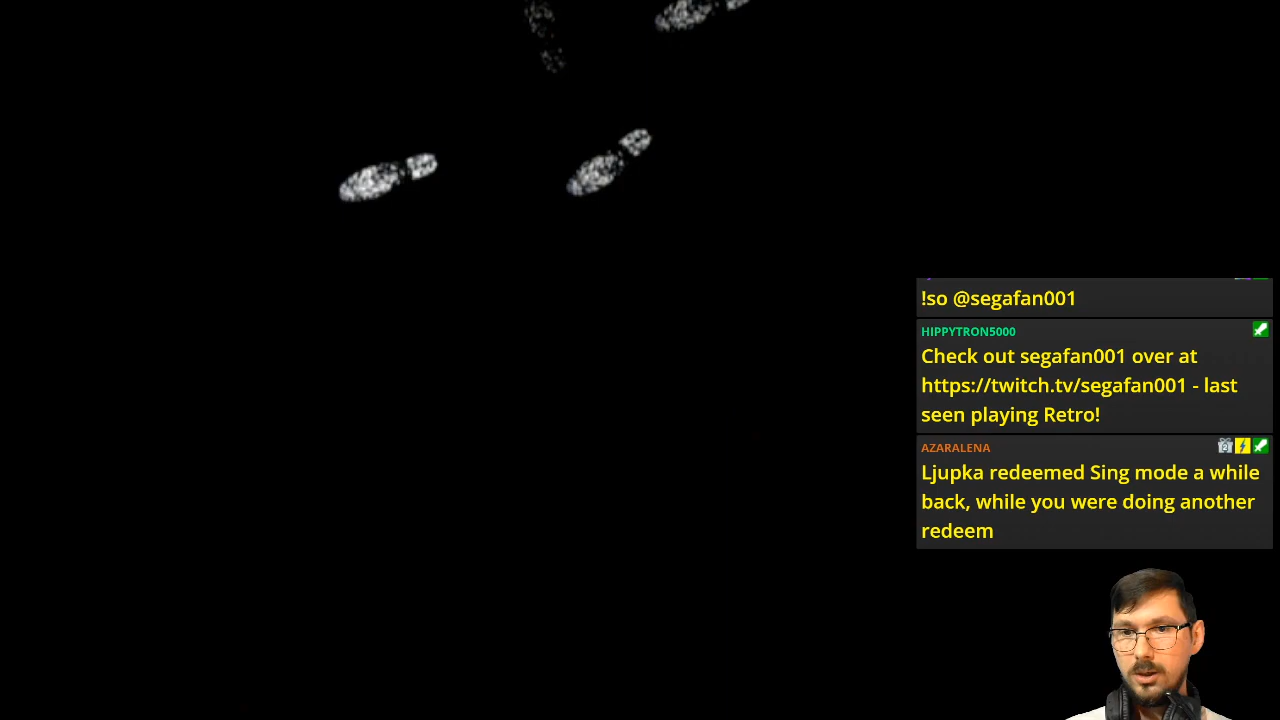 !so @segafan001
HIPPYTRON5000
Check out segafan001 over at
https://twitch.tv/segafan001 - last
seen playing Retro!
AZARALENA
Ljupka redeemed Sing mode a while
back, while you were doing another
redeem